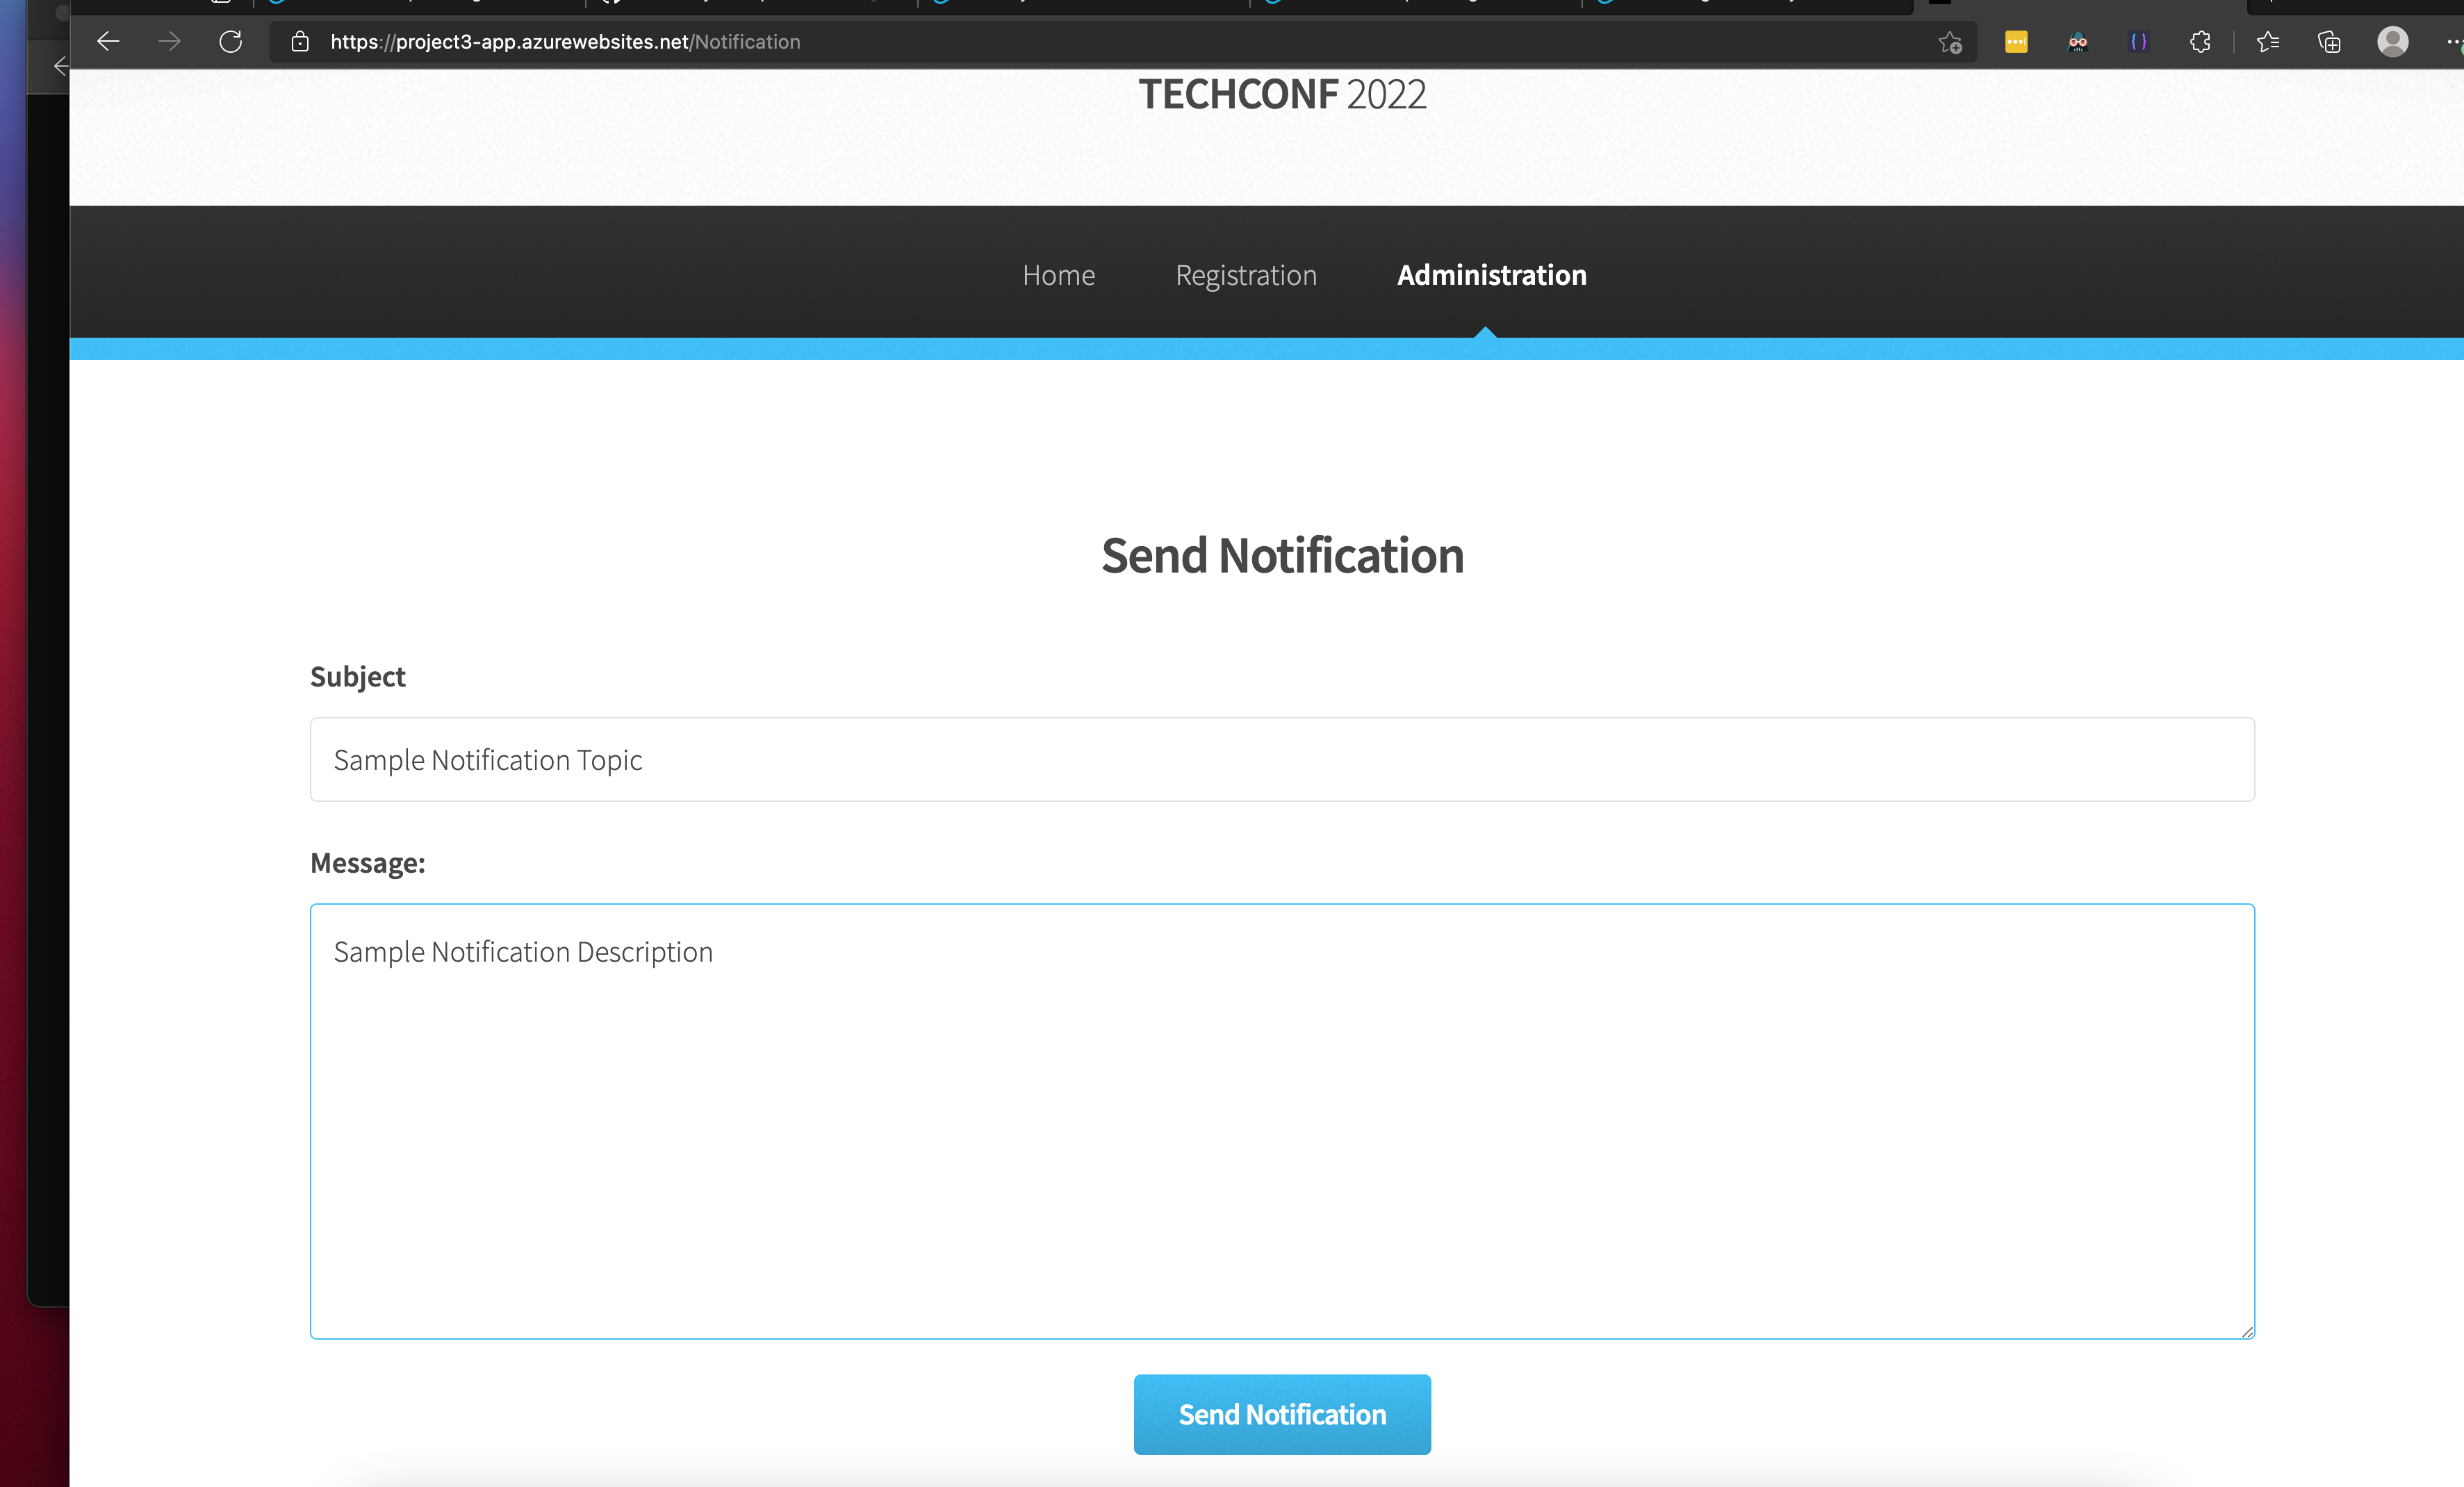 https://project3-app.azurewebsites.net/Notification
TECHCONF 2022
Home Registration Administration
Send Notification
Subject
Sample Notification Topic
Message:
Sample Notification Description
Send Notification